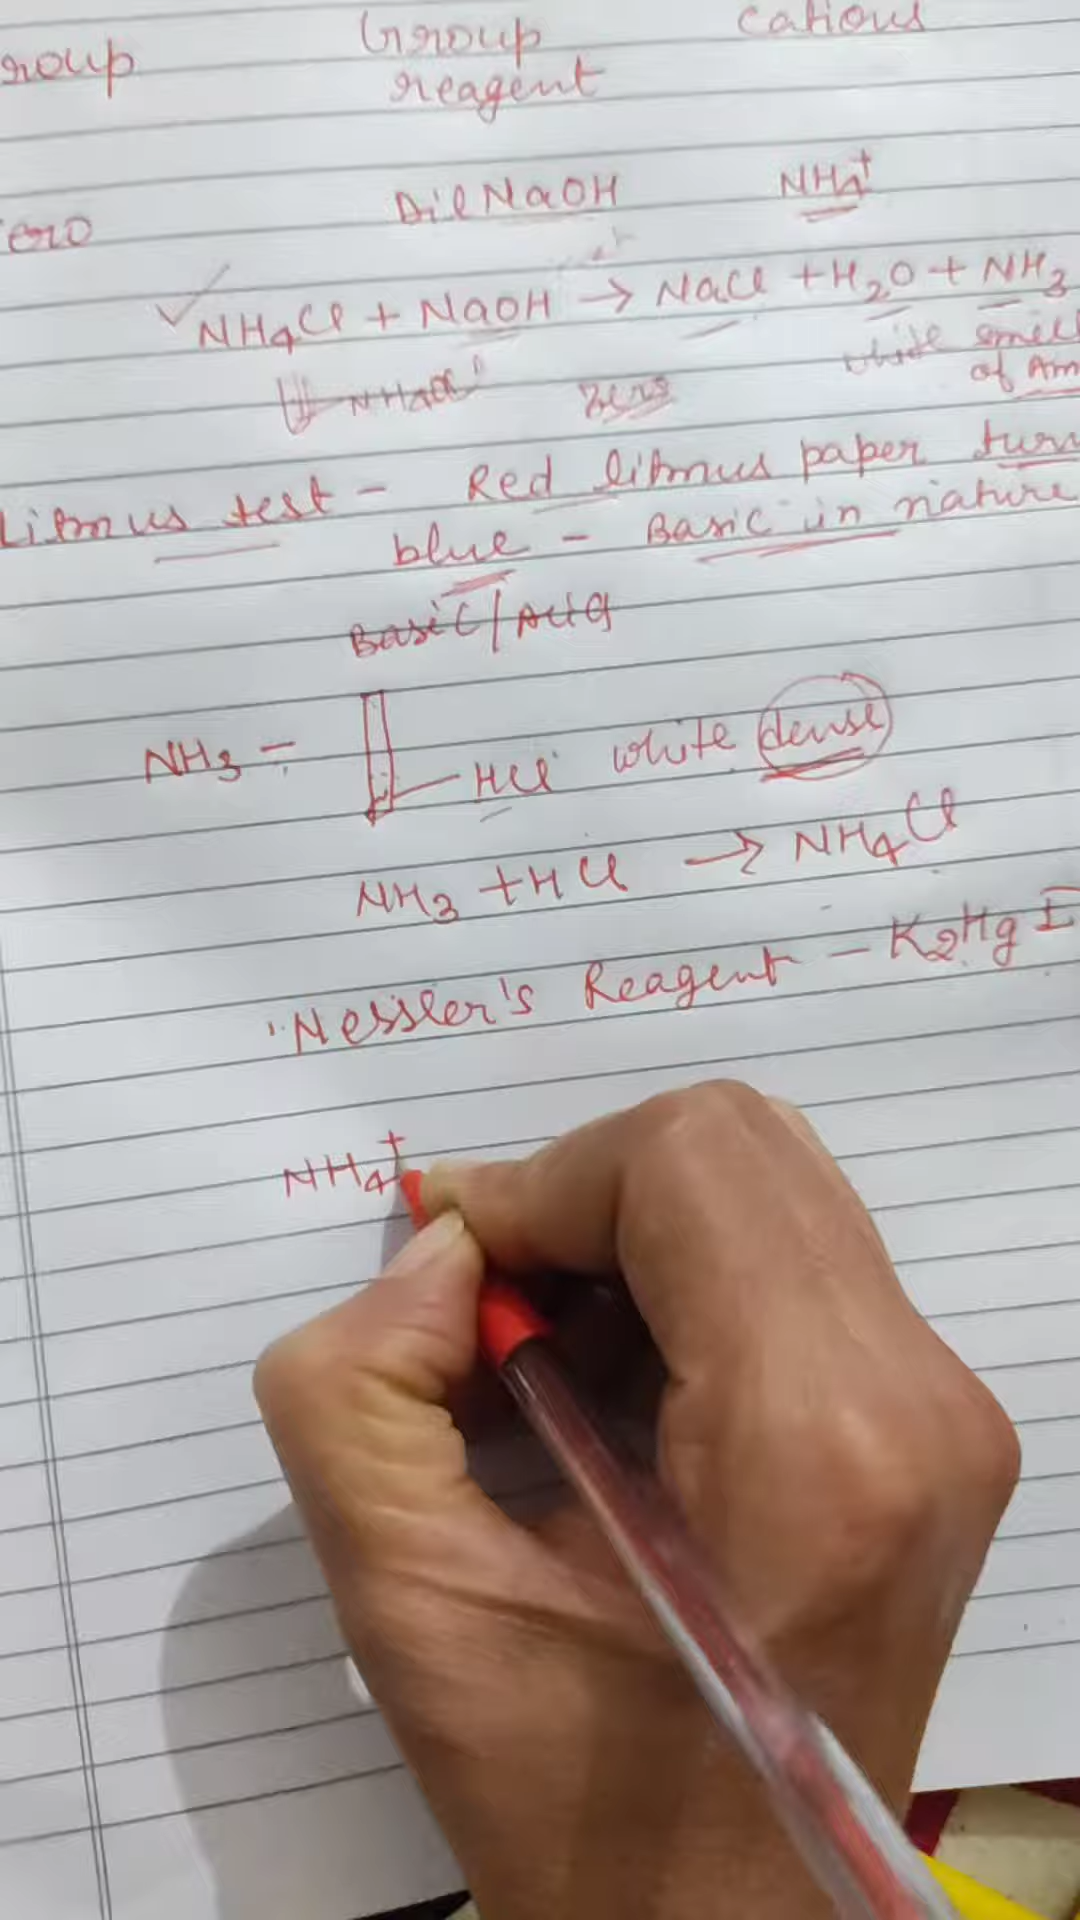 roup Group cations
reagent
ero Dil NaOH NH4+
NH4Cl + NaOH → NaCl + H2O + NH3
NH4Cl Zero white smell
of Am
Litmus test - Red litmus paper turn
blue - Basic in nature
Basic/Acid
NH3 - HCl white dense
NH3 + HCl → NH4Cl
Nessler's Reagent - K2HgI
NH4+